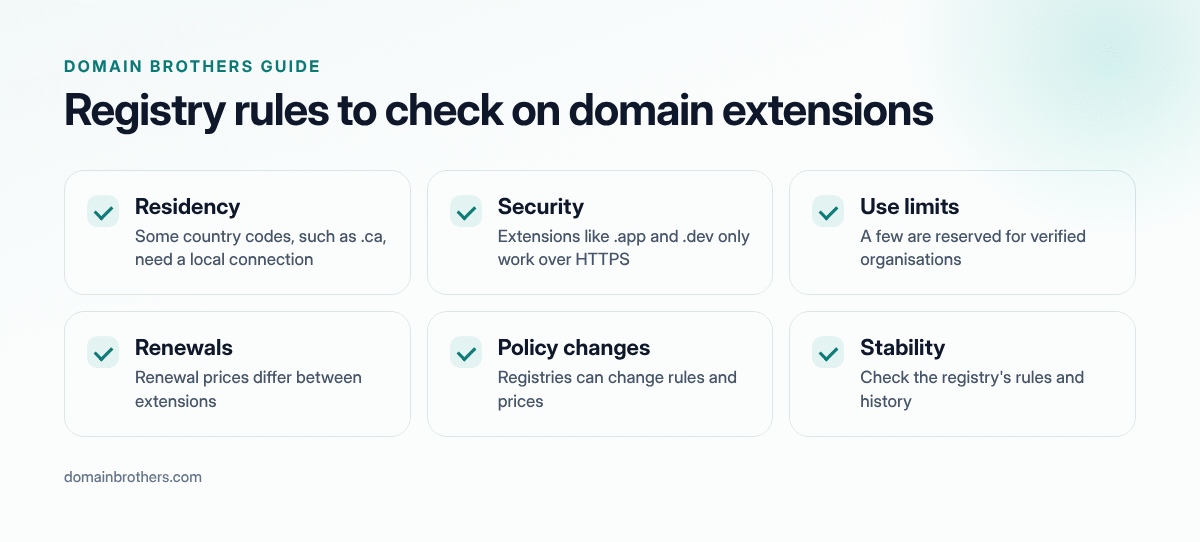 DOMAIN BROTHERS GUIDE
Registry rules to check on domain extensions
Residency
Some country codes, such as .ca,
need a local connection
Security
Extensions like .app and .dev only
work over HTTPS
Use limits
A few are reserved for verified
organisations
Renewals
Renewal prices differ between
extensions
Policy changes
Registries can change rules and
prices
Stability
Check the registry's rules and
history
domainbrothers.com